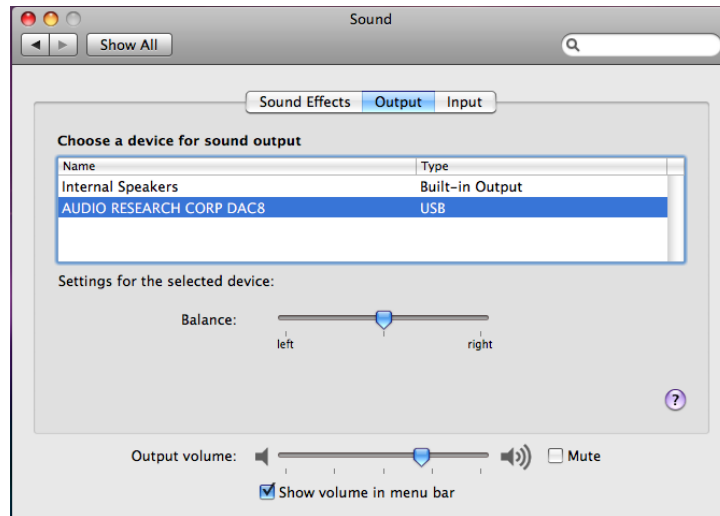 Sound
Show All
Sound Effects Output Input
Choose a device for sound output
Name Type
Internal Speakers Built-in Output
AUDIO RESEARCH CORP DAC8 USB
Settings for the selected device:
Balance:
left right
?
Output volume: Mute
Show volume in menu bar